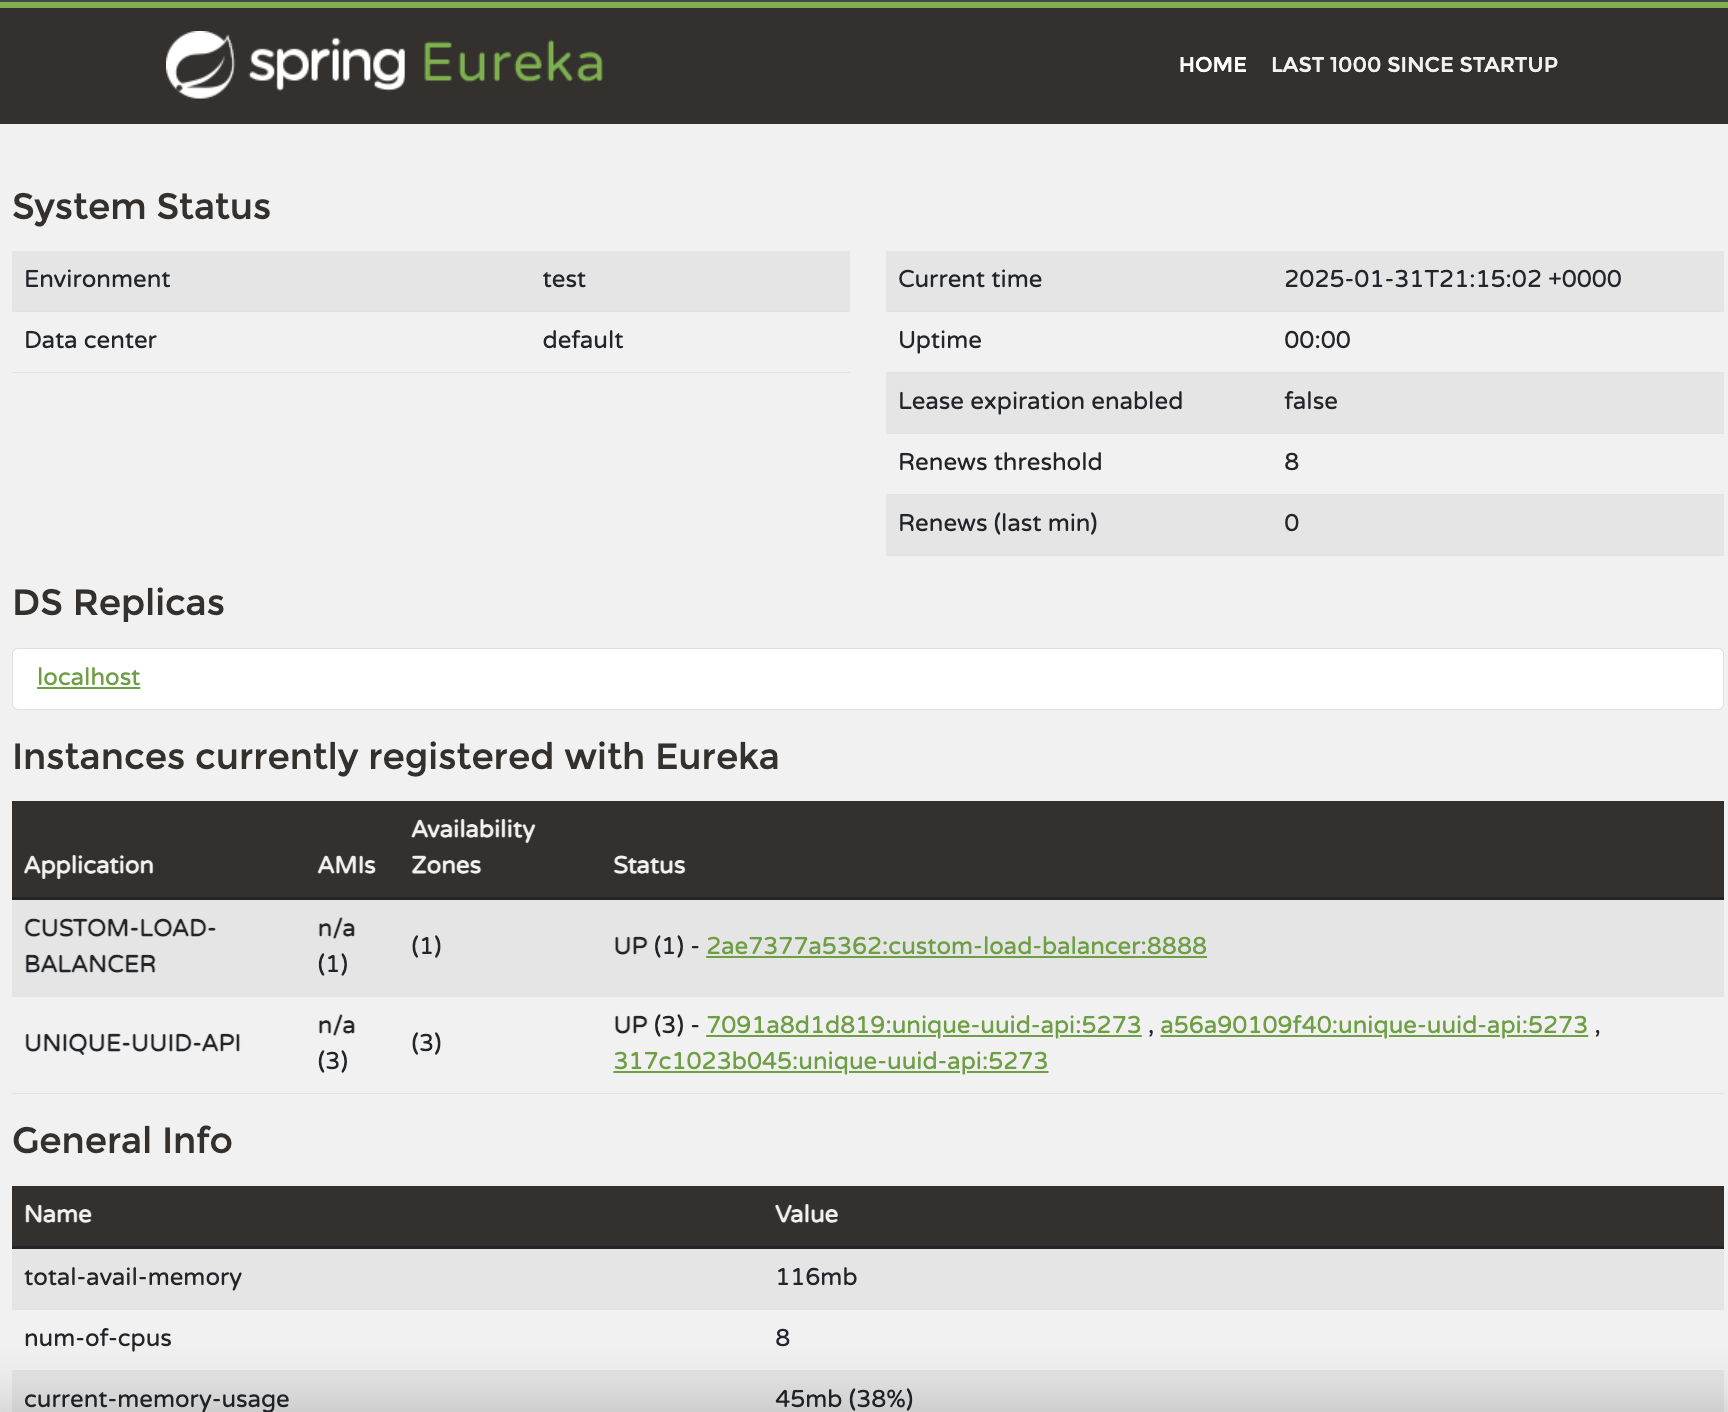 spring Eureka
HOME LAST 1000 SINCE STARTUP
System Status
Environment test
Data center default
Current time 2025-01-31T21:15:02 +0000
Uptime 00:00
Lease expiration enabled false
Renews threshold 8
Renews (last min) 0
DS Replicas
localhost
Instances currently registered with Eureka
Application AMIs Availability Zones Status
CUSTOM-LOAD-BALANCER n/a (1) (1) UP (1) - 2ae7377a5362:custom-load-balancer:8888
UNIQUE-UUID-API n/a (3) (3) UP (3) - 7091a8d1d819:unique-uuid-api:5273 , a56a90109f40:unique-uuid-api:5273 ,
317c1023b045:unique-uuid-api:5273
General Info
Name Value
total-avail-memory 116mb
num-of-cpus 8
current-memory-usage 45mb (38%)